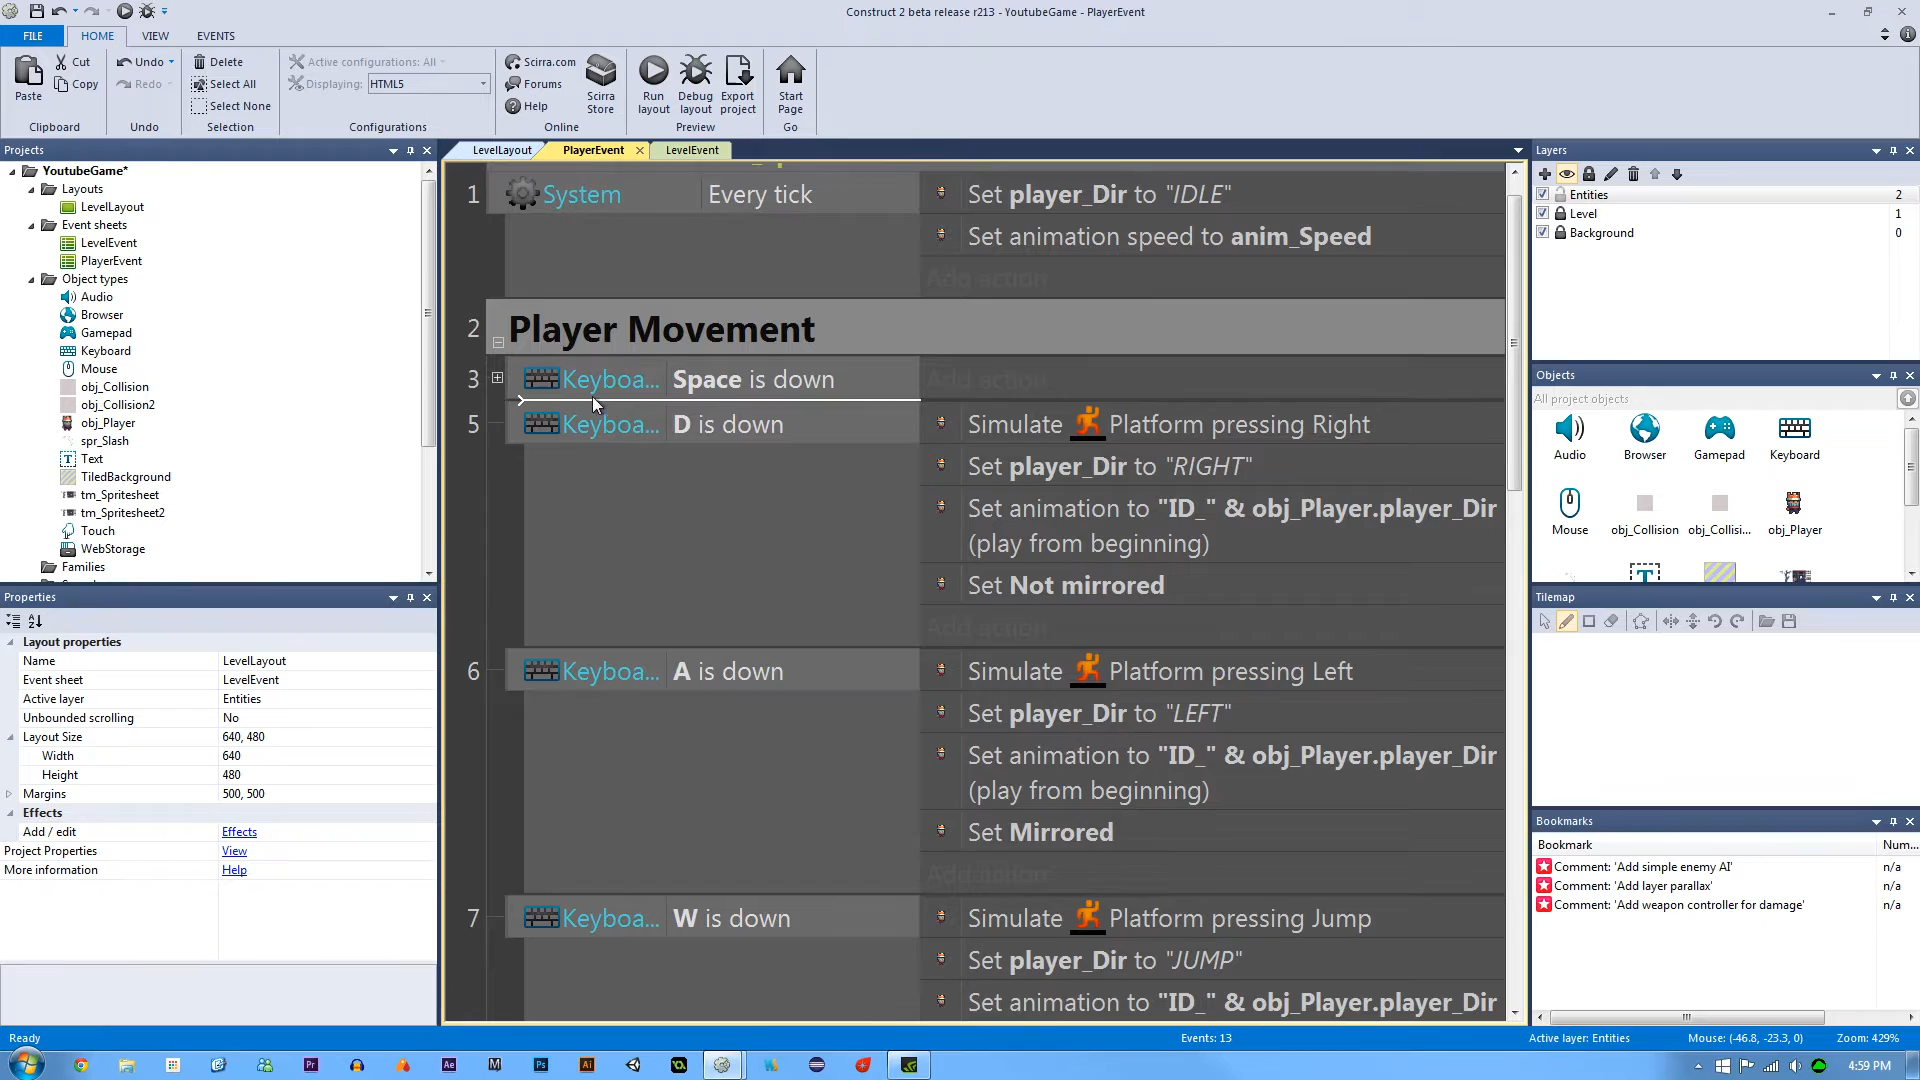 Construct 2 beta release r213 - YoutubeGame - PlayerEvent
FILE HOME VIEW EVENTS
Paste
Cut
Copy
Clipboard
Undo
Redo
Undo
Delete
Select All
Select None
Selection
Active configurations: All
Displaying: HTML5
Configurations
Scirra.com
Forums
Help
Scirra Store
Online
Run layout
Debug layout
Export project
Preview
Start Page
Go
Projects
YoutubeGame*
Layouts
LevelLayout
Event sheets
LevelEvent
PlayerEvent
Object types
Audio
Browser
Gamepad
Keyboard
Mouse
obj_Collision
obj_Collision2
obj_Player
spr_Slash
Text
TiledBackground
tm_Spritesheet
tm_Spritesheet2
Touch
WebStorage
Families
Properties
Layout properties
Name LevelLayout
Event sheet LevelEvent
Active layer Entities
Unbounded scrolling No
Layout Size 640, 480
Width 640
Height 480
Margins 500, 500
Effects
Add / edit Effects
Project Properties View
More information Help
LevelLayout PlayerEvent LevelEvent
1 System Every tick Set player_Dir to "IDLE"
Set animation speed to anim_Speed
Add action
2 Player Movement
3 Keyboa... Space is down Add action
5 Keyboa... D is down Simulate Platform pressing Right
Set player_Dir to "RIGHT"
Set animation to "ID_" & obj_Player.player_Dir
(play from beginning)
Set Not mirrored
Add action
6 Keyboa... A is down Simulate Platform pressing Left
Set player_Dir to "LEFT"
Set animation to "ID_" & obj_Player.player_Dir
(play from beginning)
Set Mirrored
Add action
7 Keyboa... W is down Simulate Platform pressing Jump
Set player_Dir to "JUMP"
Set animation to "ID_" & obj_Player.player_Dir
Layers
Entities 2
Level 1
Background 0
Objects
All project objects
Audio Browser Gamepad Keyboard
Mouse obj_Collision obj_Collisi... obj_Player
Tilemap
Bookmarks
Bookmark Num...
Comment: 'Add simple enemy AI' n/a
Comment: 'Add layer parallax' n/a
Comment: 'Add weapon controller for damage' n/a
Ready Events: 13 Active layer: Entities Mouse: (-46.8, -23.3, 0) Zoom: 429%
Pr Ae M Ps Ai
4:59 PM